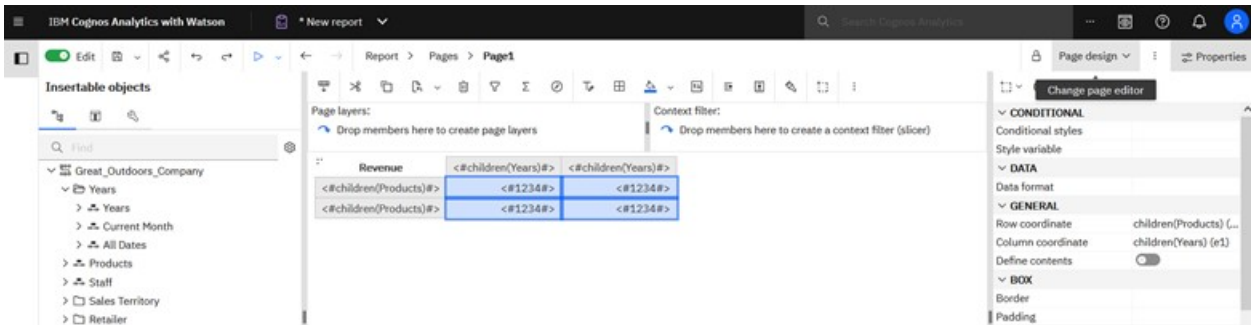 IBM Cognos Analytics with Watson
* New report
Search Cognos Analytics
Edit
Report > Pages > Page1
Page design
Properties
Change page editor
Insertable objects
Find
Great_Outdoors_Company
Years
Years
Current Month
All Dates
Products
Staff
Sales Territory
Retailer
Page layers:
Drop members here to create page layers
Context filter:
Drop members here to create a context filter (slicer)
Revenue <#children(Years)#> <#children(Years)#>
<#children(Products)#> <#1234#> <#1234#>
<#children(Products)#> <#1234#> <#1234#>
CONDITIONAL
Conditional styles
Style variable
DATA
Data format
GENERAL
Row coordinate children(Products) (...
Column coordinate children(Years) (e1)
Define contents
BOX
Border
Padding